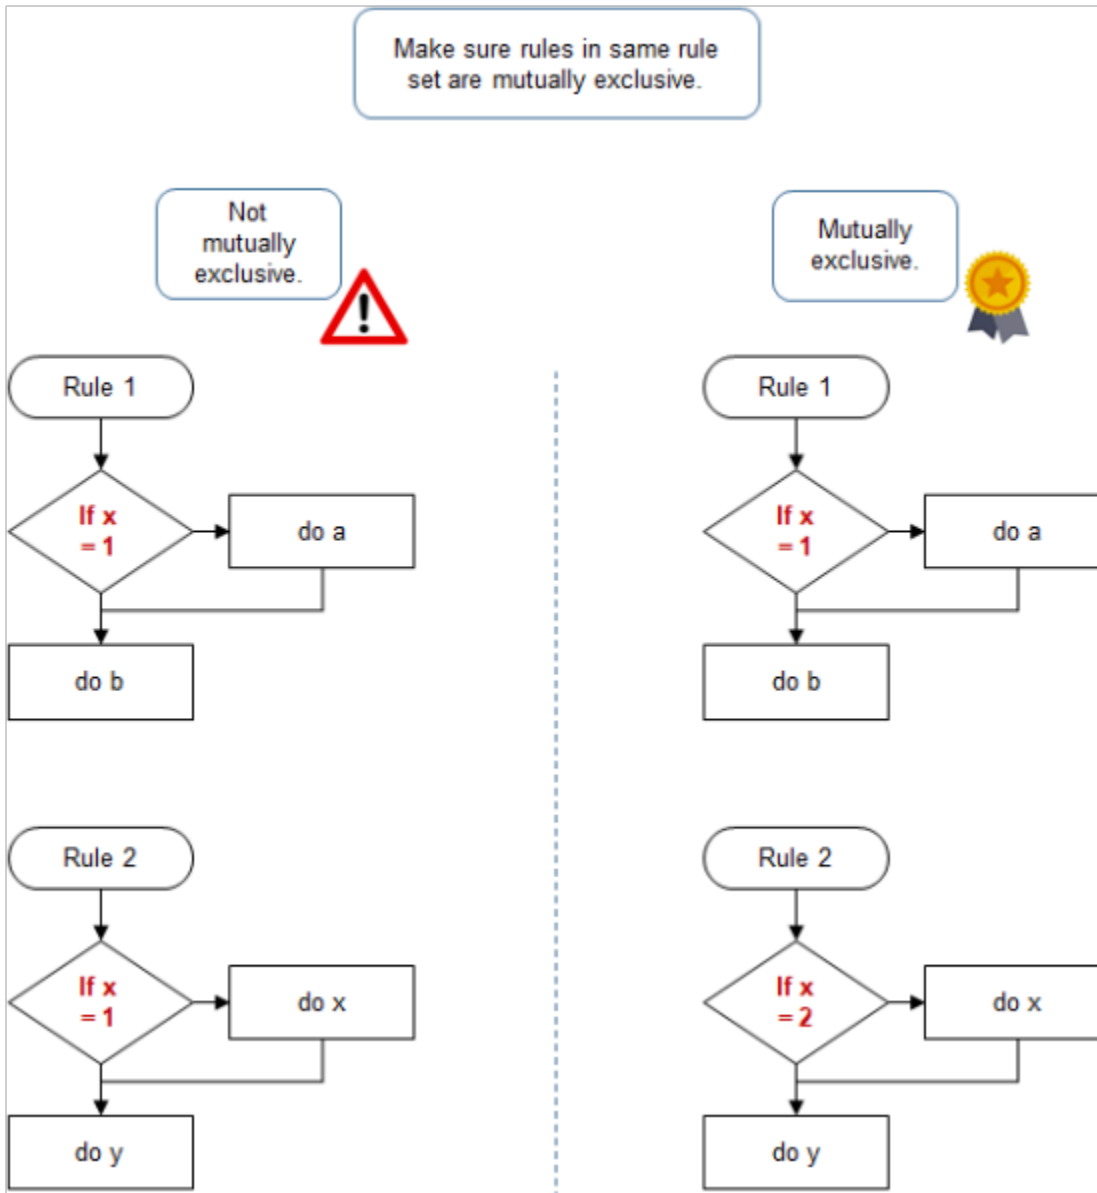 Make sure rules in same rule
set are mutually exclusive.
Not
mutually
exclusive.
Mutually
exclusive.
Rule 1
If x
= 1
do a
do b
Rule 2
If x
= 1
do x
do y
Rule 1
If x
= 1
do a
do b
Rule 2
If x
= 2
do x
do y